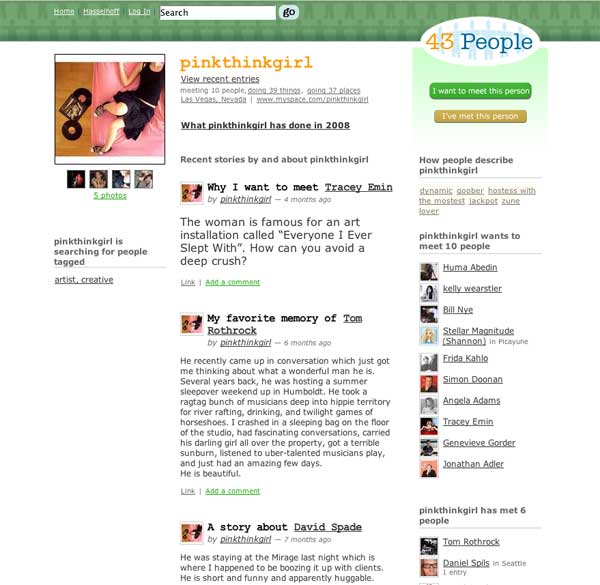 Home | Hasselhoff | Log In |
Search
go
43 People
I want to meet this person
I've met this person
pinkthinkgirl
View recent entries
meeting 10 people, doing 39 things, going 37 places
Las Vegas, Nevada | www.myspace.com/pinkthinkgirl
What pinkthinkgirl has done in 2008
5 photos
pinkthinkgirl is
searching for people
tagged
artist, creative
Recent stories by and about pinkthinkgirl
Why I want to meet Tracey Emin
by pinkthinkgirl — 4 months ago
The woman is famous for an art
installation called “Everyone I Ever
Slept With”. How can you avoid a
deep crush?
Link | Add a comment
My favorite memory of Tom
Rothrock
by pinkthinkgirl — 6 months ago
He recently came up in conversation which just got
me thinking about what a wonderful man he is.
Several years back, he was hosting a summer
sleepover weekend up in Humboldt. He took a
ragtag bunch of musicians deep into hippie territory
for river rafting, drinking, and twilight games of
horseshoes. I crashed in a sleeping bag on the floor
of the studio, had fascinating conversations, carried
his darling girl all over the property, got a terrible
sunburn, listened to uber-talented musicians play,
and just had an amazing few days.
He is beautiful.
Link | Add a comment
A story about David Spade
by pinkthinkgirl — 7 months ago
He was staying at the Mirage last night which is
where I happened to be boozing it up with clients.
He is short and funny and apparently huggable.
How people describe
pinkthinkgirl
dynamic goober hostess with
the mostest jackpot zune
lover
pinkthinkgirl wants to
meet 10 people
Huma Abedin
kelly wearstler
Bill Nye
Stellar Magnitude
(Shannon) in Picayune
Frida Kahlo
Simon Doonan
Angela Adams
Tracey Emin
Genevieve Gorder
Jonathan Adler
pinkthinkgirl has met 6
people
Tom Rothrock
Daniel Spils in Seattle
1 entry